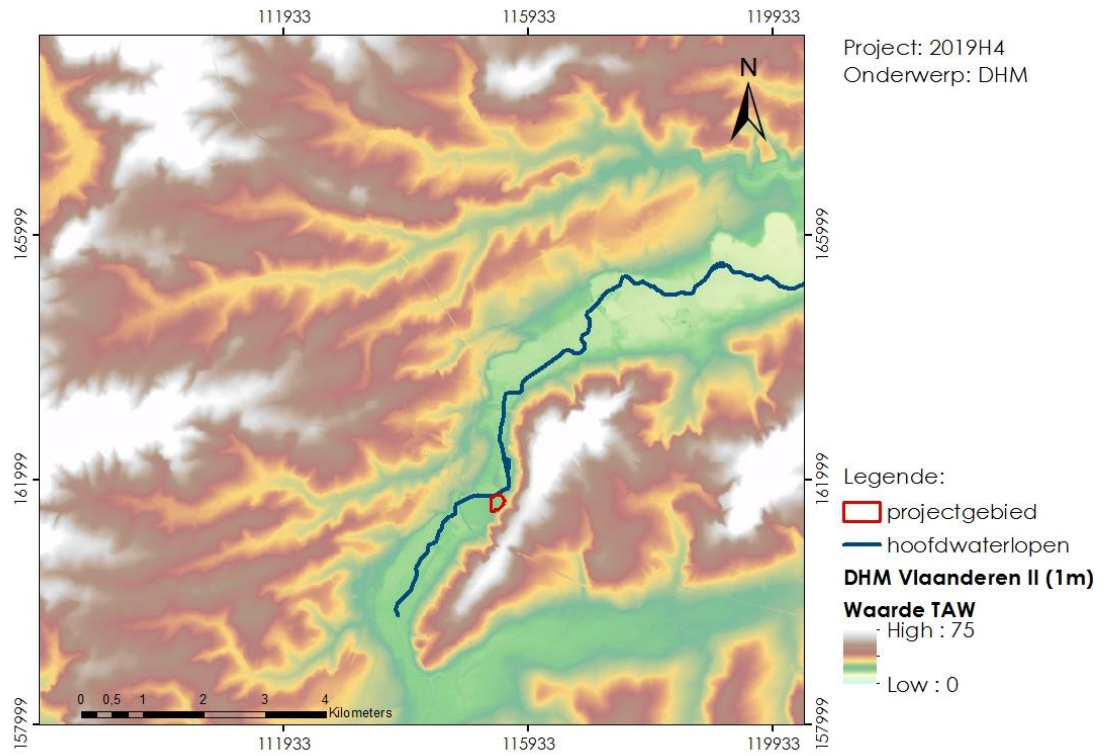 111933 115933 119933
Project: 2019H4
Onderwerp: DHM
N
165999 165999
161999 161999
Legende:
projectgebied
hoofdwaterlopen
DHM Vlaanderen II (1m)
Waarde TAW
High : 75
Low : 0
0 0,5 1 2 3 4
Kilometers
157999 157999
111933 115933 119933